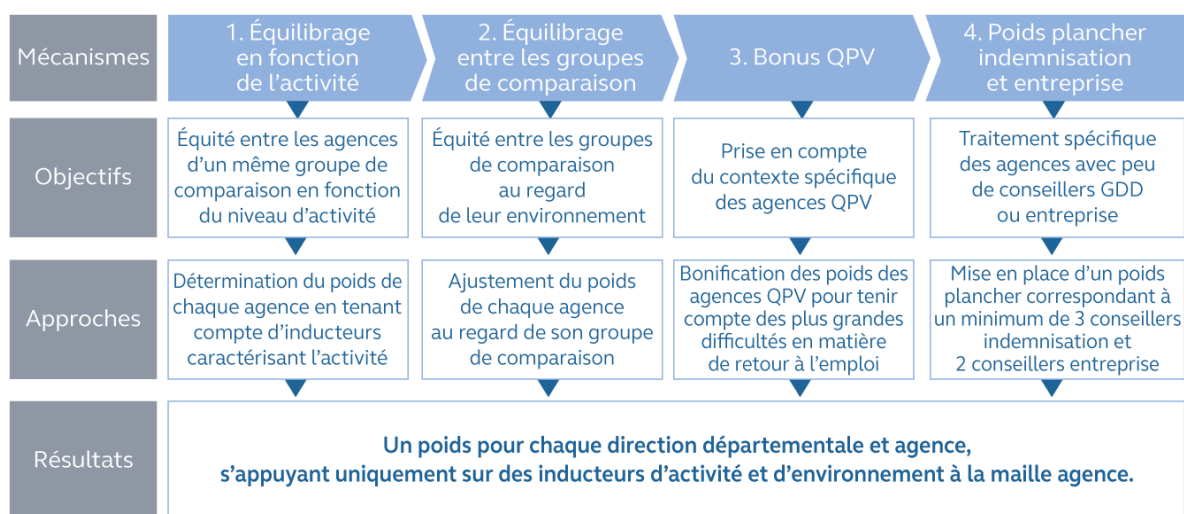 Mécanismes
1. Équilibrage
en fonction
de l'activité
2. Équilibrage
entre les groupes
de comparaison
3. Bonus QPV
4. Poids plancher
indemnisation
et entreprise
Objectifs
Équité entre les agences
d'un même groupe de
comparaison en fonction
du niveau d'activité
Équité entre les groupes
de comparaison
au regard
de leur environnement
Prise en compte
du contexte spécifique
des agences QPV
Traitement spécifique
des agences avec peu
de conseillers GDD
ou entreprise
Approches
Détermination du poids de
chaque agence en tenant
compte d'inducteurs
caractérisant l'activité
Ajustement du poids
de chaque agence
au regard de son groupe
de comparaison
Bonification des poids des
agences QPV pour tenir
compte des plus grandes
difficultés en matière
de retour à l'emploi
Mise en place d'un poids
plancher correspondant à
un minimum de 3 conseillers
indemnisation et
2 conseillers entreprise
Résultats
Un poids pour chaque direction départementale et agence,
s'appuyant uniquement sur des inducteurs d'activité et d'environnement à la maille agence.